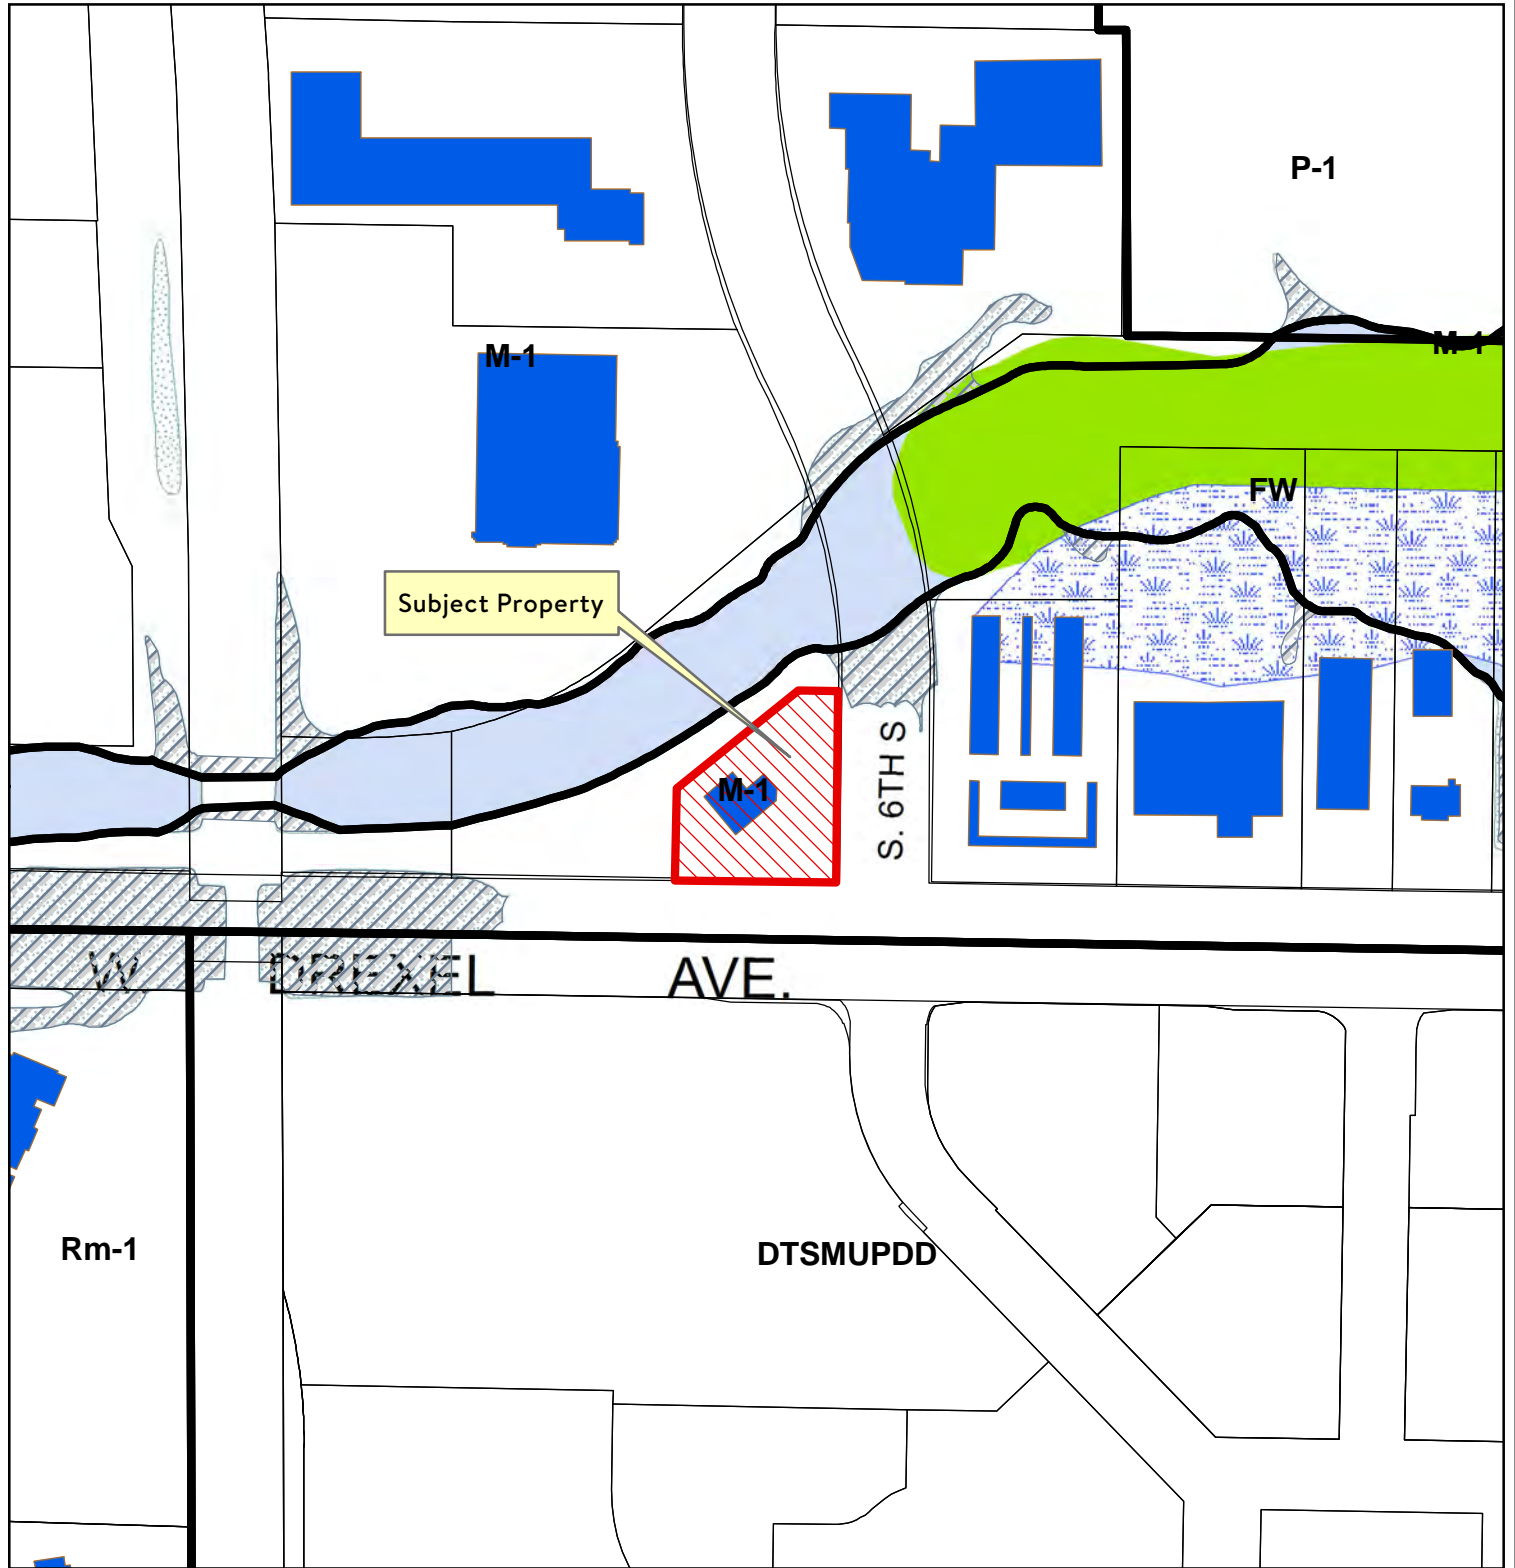 P-1
M-1
M-1
FW
Subject Property
M-1
S. 6TH S
W DREXEL AVE.
Rm-1
DTSMUPDD